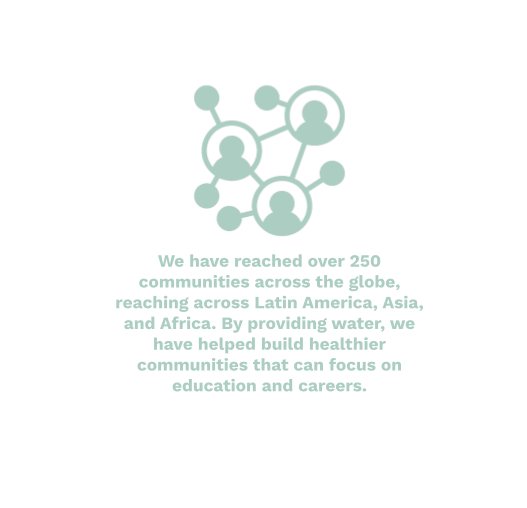 We have reached over 250
communities across the globe,
reaching across Latin America, Asia,
and Africa. By providing water, we
have helped build healthier
communities that can focus on
education and careers.